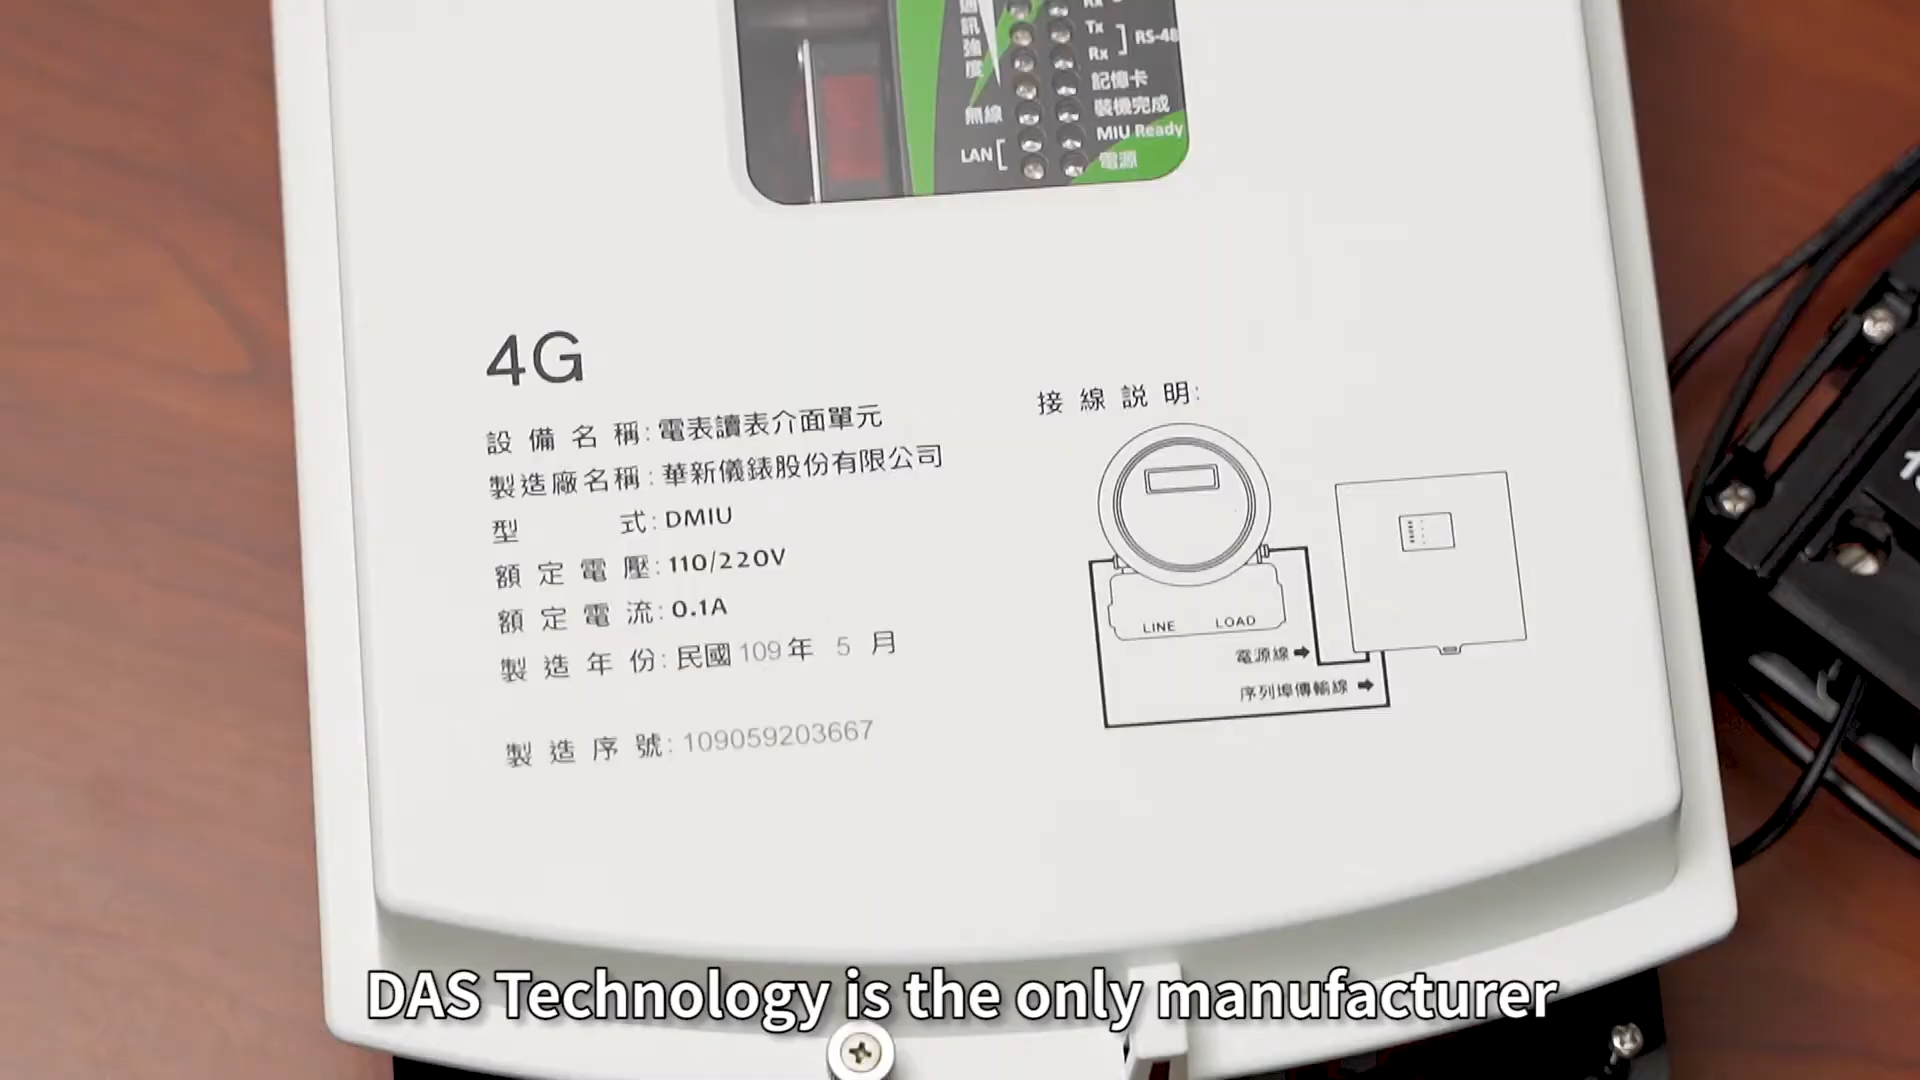 通訊強度
Rx
Tx
Rx
記憶卡
無線
裝機完成
MIU Ready
LAN
電源
4G
設備名稱:電表讀表介面單元
製造廠名稱:華新儀錶股份有限公司
型式:DMIU
額定電壓:110/220V
額定電流:0.1A
製造年份:民國109年 5 月
製造序號:109059203667
接線説明:
LINE LOAD
電源線➡
序列埠傳輸線➡
DAS Technology is the only manufacturer